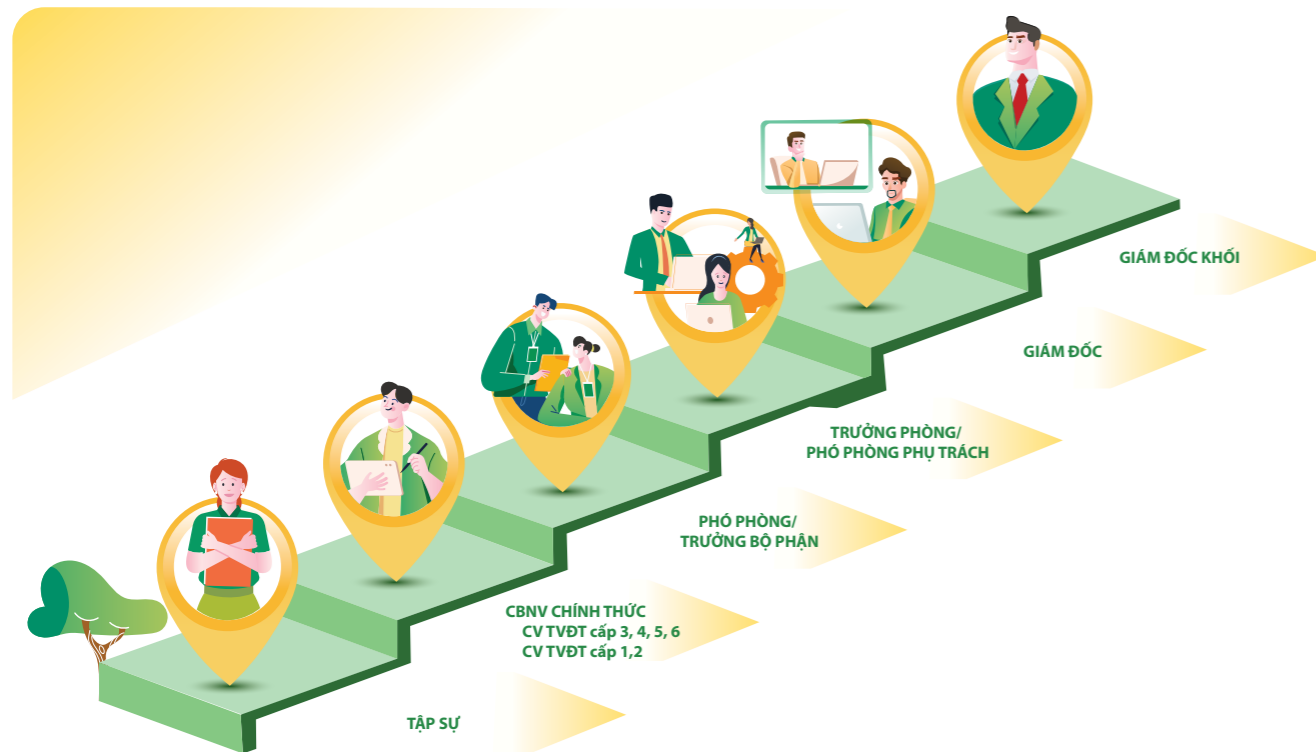 GIÁM ĐỐC KHỐI
GIÁM ĐỐC
TRƯỞNG PHÒNG/
PHÓ PHÒNG PHỤ TRÁCH
PHÓ PHÒNG/
TRƯỞNG BỘ PHẬN
CBNV CHÍNH THỨC
CV TVĐT cấp 3, 4, 5, 6
CV TVĐT cấp 1,2
TẬP SỰ